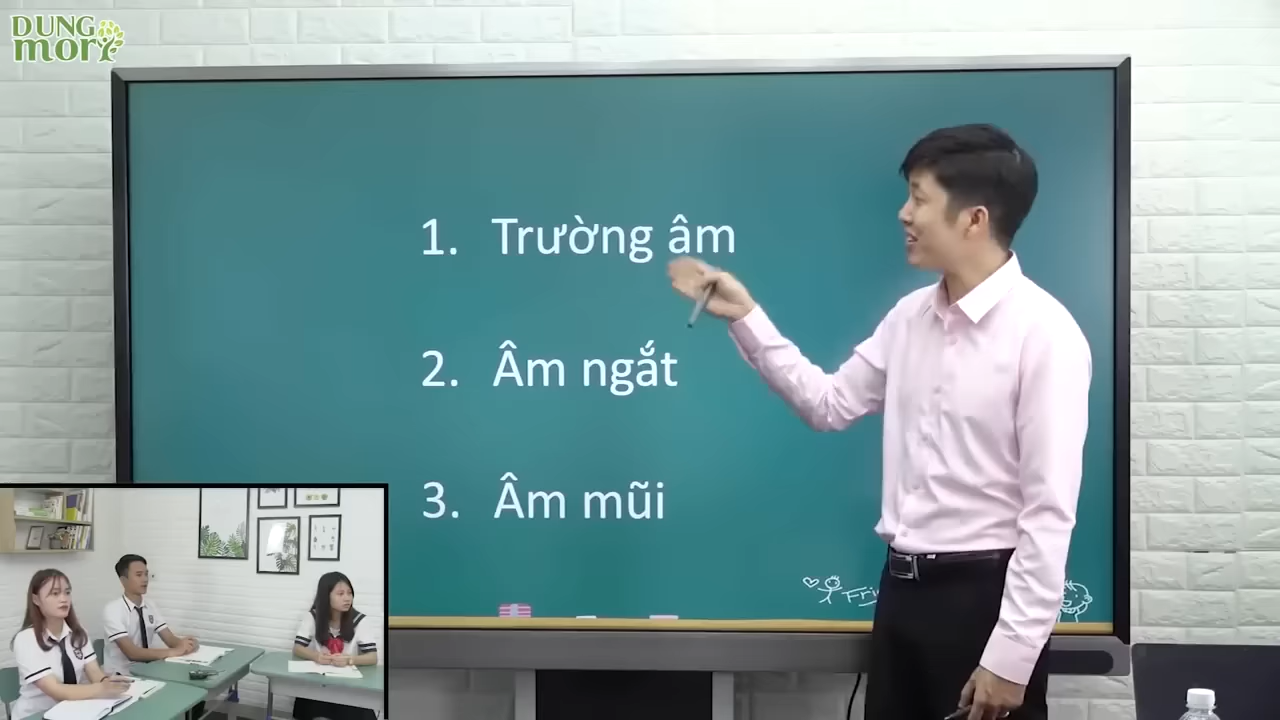 DUNG
mori
1. Trường âm
2. Âm ngắt
3. Âm mũi